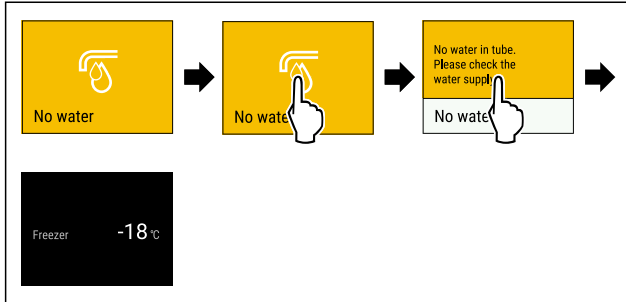 No water
No wate
No water in tube.
Please check the
water supply
No wate
Freezer
-18 °C